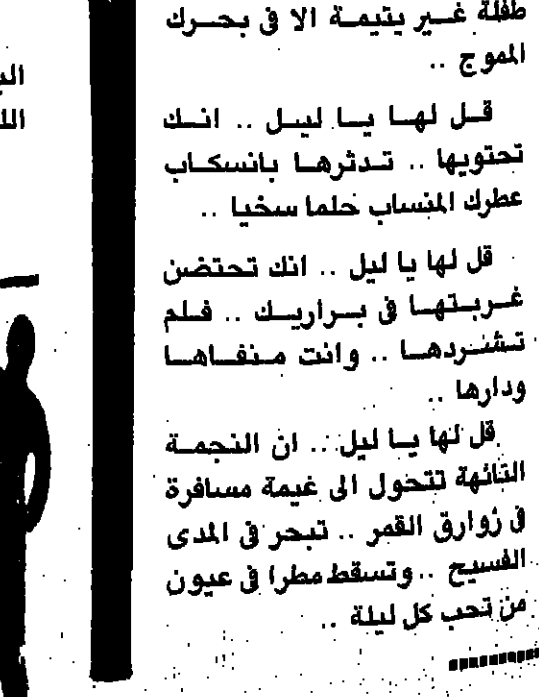 طفلة غير يتيمة الا في بحرك
الموج ..
قل لها يا ليل .. انك
تحتويها .. تدثرها بانسكاب
عطرك المنساب حلما سخيا ..
قل لها يا ليل .. انك تحتضن
غربتها في براريك .. فلم
تشردها .. وانت منفاها
ودارها ..
قل لها يا ليل .. ان النجمة
التائهة تتحول الى غيمة مسافرة
في زوارق القمر .. تبحر في المدى
الفسيح .. وتسقط مطرا في عيون
من تحب كل ليلة ..